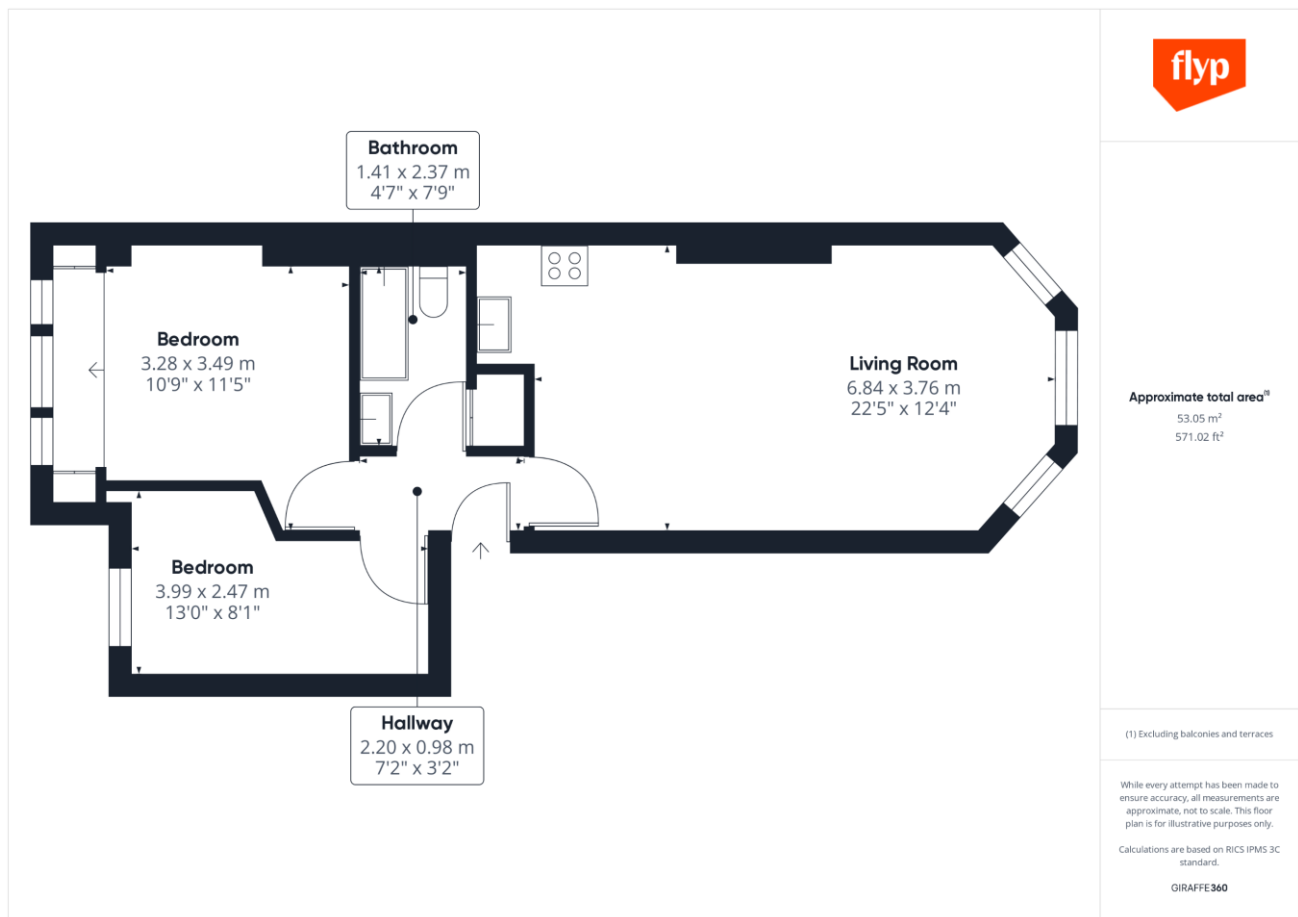 flyp
Bathroom
1.41 x 2.37 m
4'7" x 7'9"
Bedroom
3.28 x 3.49 m
10'9" x 11'5"
Living Room
6.84 x 3.76 m
22'5" x 12'4"
Bedroom
3.99 x 2.47 m
13'0" x 8'1"
Hallway
2.20 x 0.98 m
7'2" x 3'2"
Approximate total area⁽¹⁾
53.05 m²
571.02 ft²
(1) Excluding balconies and terraces
While every attempt has been made to
ensure accuracy, all measurements are
approximate, not to scale. This floor
plan is for illustrative purposes only.
Calculations are based on RICS IPMS 3C
standard.
GIRAFFE360